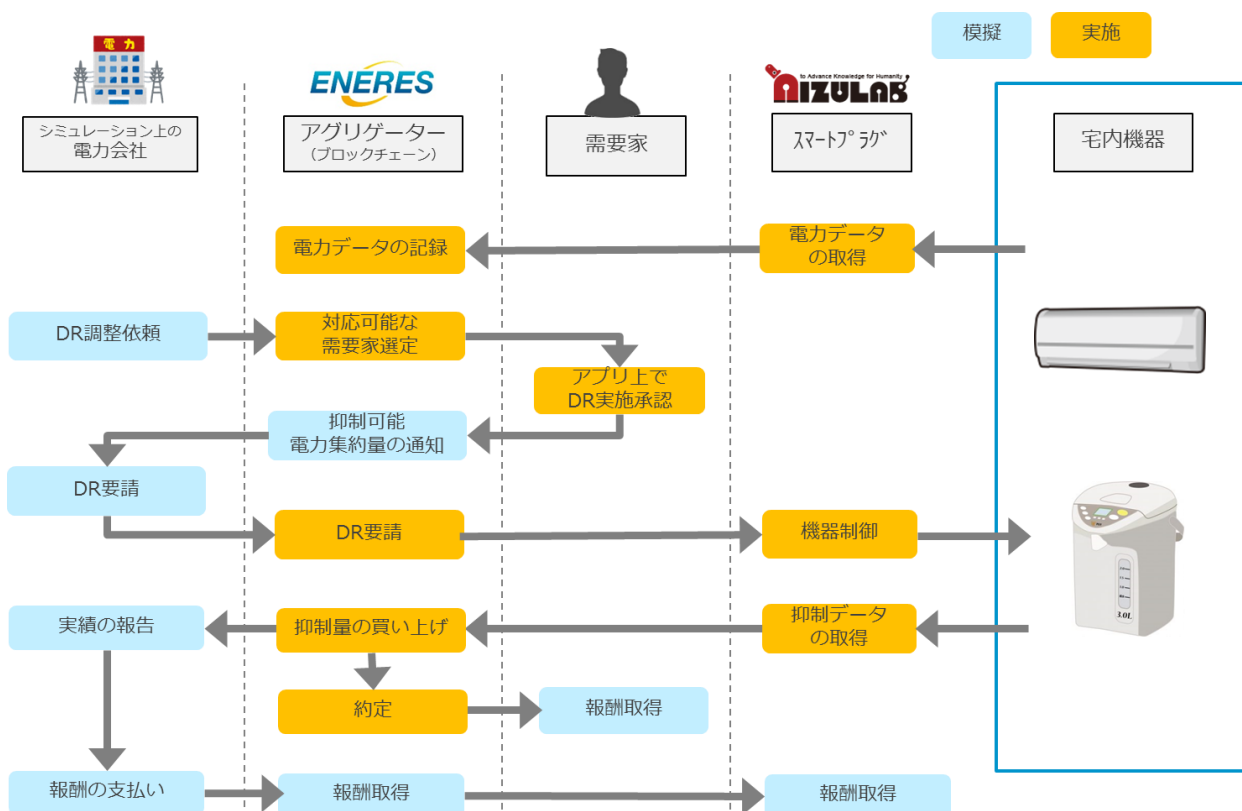 模擬
実施
電力
ENERES
to Advance Knowledge for Humanity
AIZULAB
シミュレーション上の
電力会社
アグリゲーター
（ブロックチェーン）
需要家
ｽﾏｰﾄﾌﾟﾗｸﾞ
宅内機器
電力データの記録
電力データ
の取得
DR調整依頼
対応可能な
需要家選定
アプリ上で
DR実施承認
抑制可能
電力集約量の通知
DR要請
DR要請
機器制御
3.0L
実績の報告
抑制量の買い上げ
抑制データ
の取得
約定
報酬取得
報酬の支払い
報酬取得
報酬取得